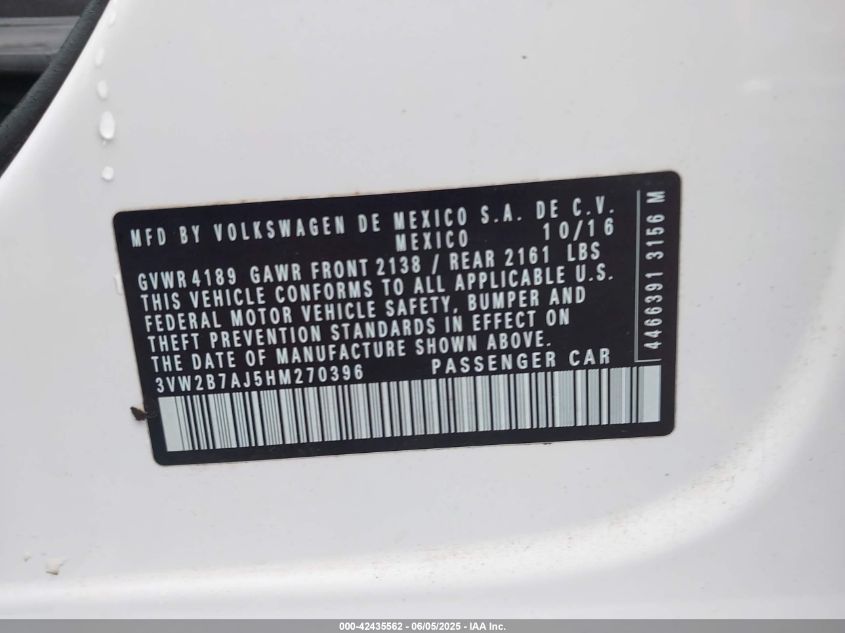 MFD BY VOLKSWAGEN DE MEXICO S.A. DE C.V.
MEXICO 10/16
GVWR 4189 GAWR FRONT 2138 / REAR 2161 LBS
THIS VEHICLE CONFORMS TO ALL APPLICABLE U.S.
FEDERAL MOTOR VEHICLE SAFETY, BUMPER AND
THEFT PREVENTION STANDARDS IN EFFECT ON
THE DATE OF MANUFACTURE SHOWN ABOVE.
3VW2B7AJ5HM270396 PASSENGER CAR
4466391 3156 M
000-42435562 - 06/05/2025 - IAA Inc.